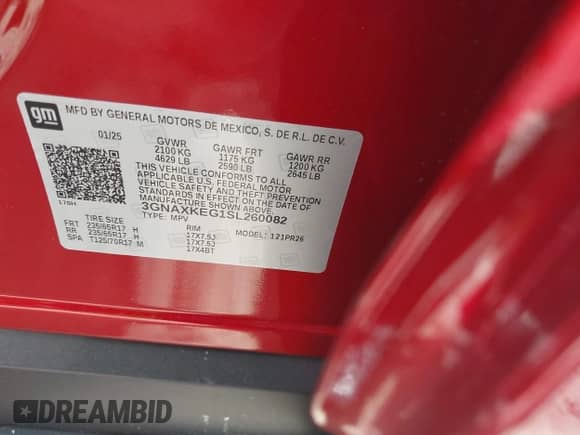 gm
MFD BY GENERAL MOTORS DE MEXICO, S. DE R.L. DE C.V.
01/25 GVWR GAWR FRT GAWR RR
2100 KG 1175 KG 1200 KG
4629 LB 2590 LB 2645 LB
THIS VEHICLE CONFORMS TO ALL
APPLICABLE U.S. FEDERAL MOTOR
VEHICLE SAFETY AND THEFT PREVENTION
STANDARDS IN EFFECT ON THE DATE OF
MANUFACTURE SHOWN ABOVE.
3GNAXKEG1SL260082
TYPE: MPV MODEL: 121PR26
TIRE SIZE RIM
FRT 235/65R17 H 17X7.5J
RR 235/65R17 H 17X7.5J
SPA T125/70R17 M 17X4BT
DREAMBID